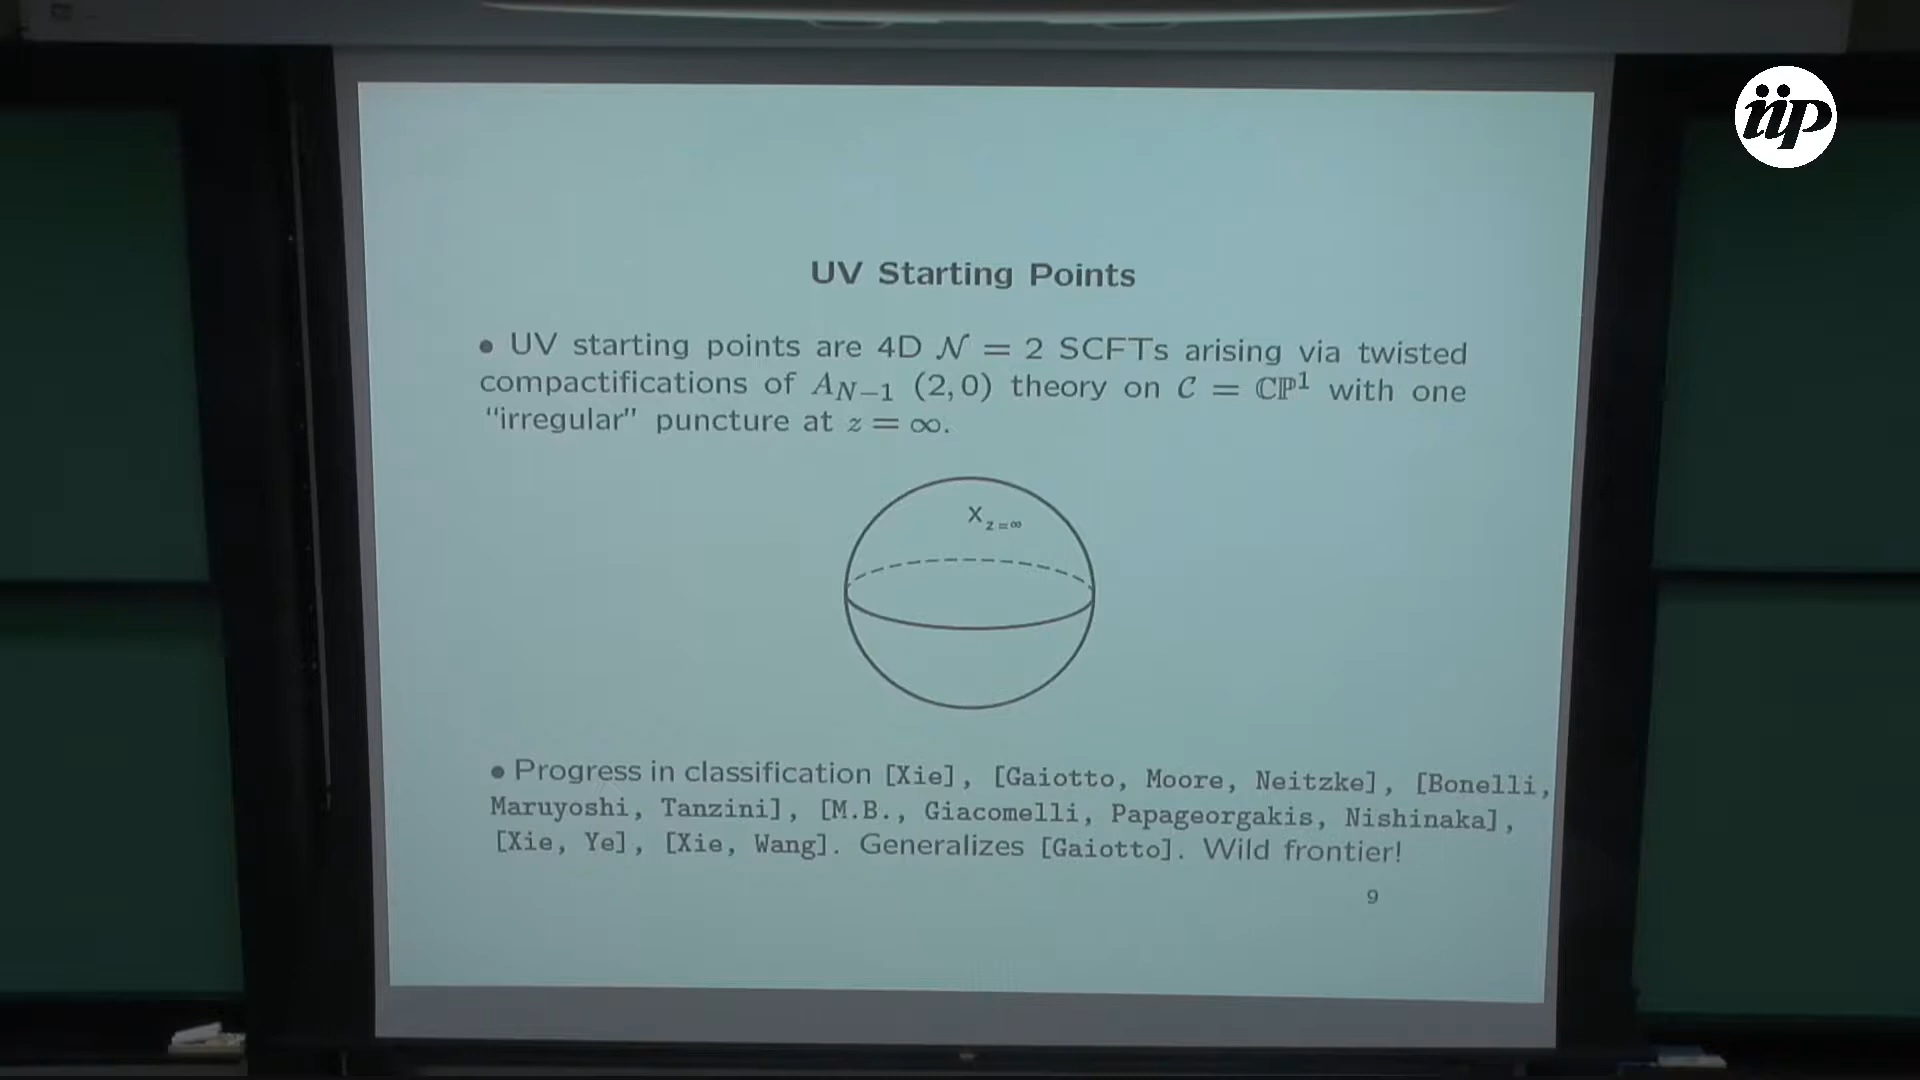 iip
UV Starting Points
• UV starting points are 4D 𝒩 = 2 SCFTs arising via twisted
compactifications of A_{N−1} (2, 0) theory on 𝒞 = ℂℙ¹ with one
"irregular" puncture at z = ∞.
X z=∞
• Progress in classification [Xie], [Gaiotto, Moore, Neitzke], [Bonelli,
Maruyoshi, Tanzini], [M.B., Giacomelli, Papageorgakis, Nishinaka],
[Xie, Ye], [Xie, Wang]. Generalizes [Gaiotto]. Wild frontier!
9